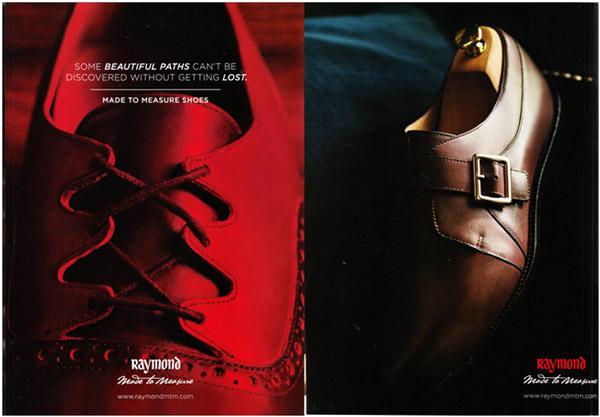 SOME BEAUTIFUL PATHS CAN'T BE
DISCOVERED WITHOUT GETTING LOST.
MADE TO MEASURE SHOES
Raymond
Made to Measure
www.raymondmtm.com
Raymond
Made to Measure
www.raymondmtm.com